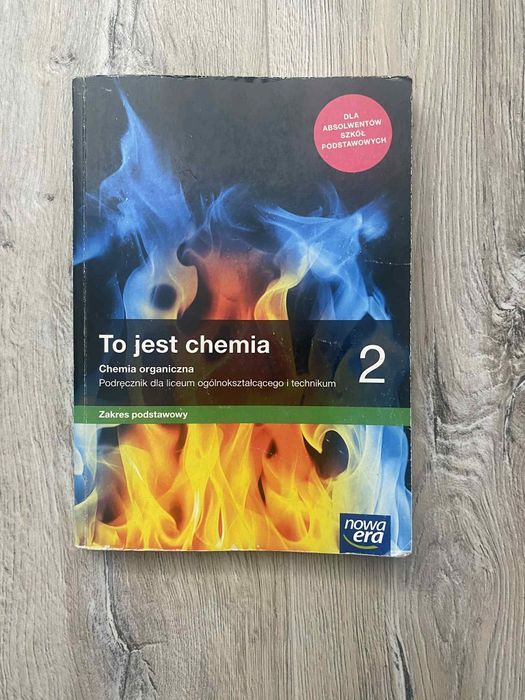 DLA
ABSOLWENTÓW
SZKÓŁ
PODSTAWOWYCH
To jest chemia
2
Chemia organiczna
Podręcznik dla liceum ogólnokształcącego i technikum
Zakres podstawowy
nowa
era